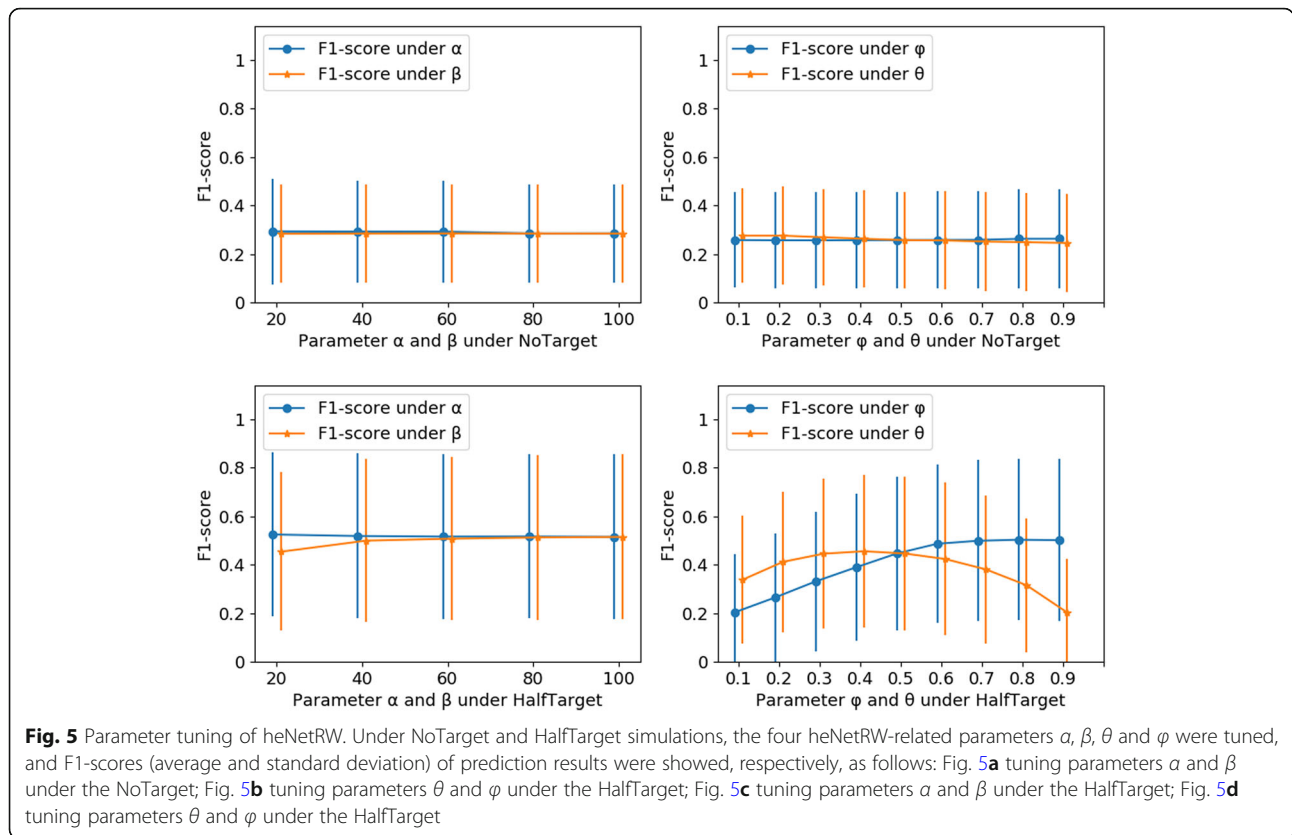 F1-score under α
F1-score under β
1
0.8
0.6
0.4
0.2
0
F1-score
20 40 60 80 100
Parameter α and β under NoTarget
F1-score under φ
F1-score under θ
1
0.8
0.6
0.4
0.2
0
F1-score
0.1 0.2 0.3 0.4 0.5 0.6 0.7 0.8 0.9
Parameter φ and θ under NoTarget
F1-score under α
F1-score under β
1
0.8
0.6
0.4
0.2
0
F1-score
20 40 60 80 100
Parameter α and β under HalfTarget
F1-score under φ
F1-score under θ
1
0.8
0.6
0.4
0.2
0
F1-score
0.1 0.2 0.3 0.4 0.5 0.6 0.7 0.8 0.9
Parameter φ and θ under HalfTarget
Fig. 5 Parameter tuning of heNetRW. Under NoTarget and HalfTarget simulations, the four heNetRW-related parameters α, β, θ and φ were tuned,
and F1-scores (average and standard deviation) of prediction results were showed, respectively, as follows: Fig. 5a tuning parameters α and β
under the NoTarget; Fig. 5b tuning parameters θ and φ under the HalfTarget; Fig. 5c tuning parameters α and β under the HalfTarget; Fig. 5d
tuning parameters θ and φ under the HalfTarget